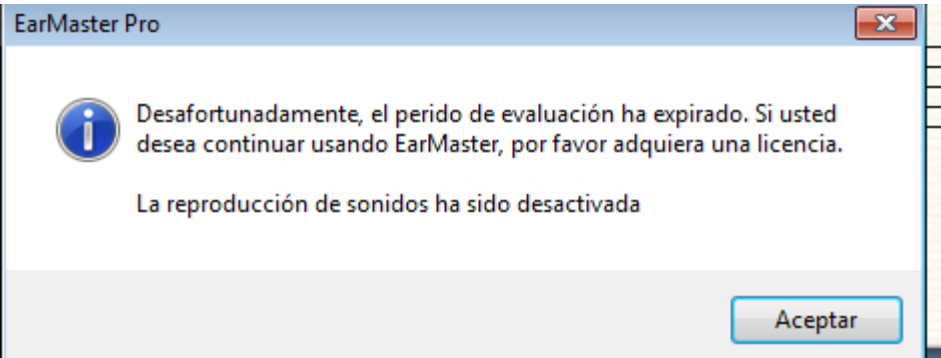 EarMaster Pro
Desafortunadamente, el perido de evaluación ha expirado. Si usted
desea continuar usando EarMaster, por favor adquiera una licencia.
La reproducción de sonidos ha sido desactivada
Aceptar